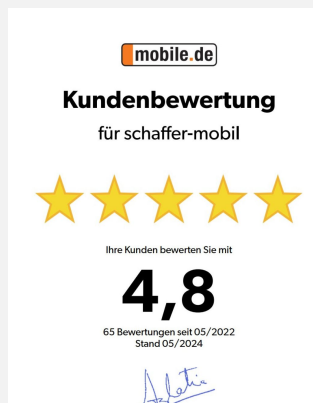 mobile.de
Kundenbewertung
für schaffer-mobil
Ihre Kunden bewerten Sie mit
4,8
65 Bewertungen seit 05/2022
Stand 05/2024